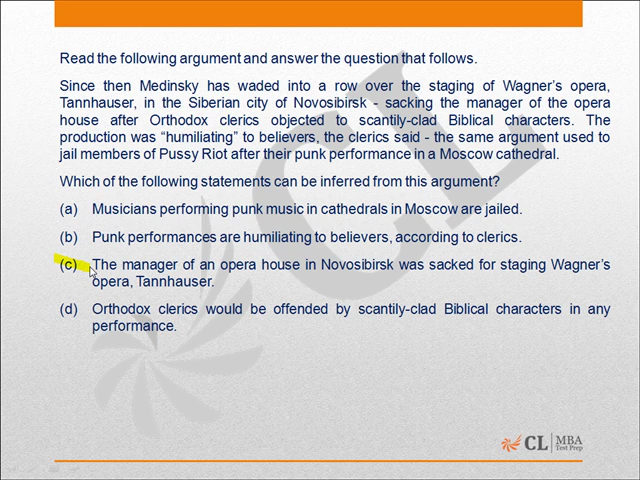 Read the following argument and answer the question that follows.
Since then Medinsky has waded into a row over the staging of Wagner's opera,
Tannhauser, in the Siberian city of Novosibirsk - sacking the manager of the opera
house after Orthodox clerics objected to scantily-clad Biblical characters. The
production was “humiliating” to believers, the clerics said - the same argument used to
jail members of Pussy Riot after their punk performance in a Moscow cathedral.
Which of the following statements can be inferred from this argument?
(a) Musicians performing punk music in cathedrals in Moscow are jailed.
(b) Punk performances are humiliating to believers, according to clerics.
(c) The manager of an opera house in Novosibirsk was sacked for staging Wagner's
opera, Tannhauser.
(d) Orthodox clerics would be offended by scantily-clad Biblical characters in any
performance.
CL MBA
Test Prep
CL